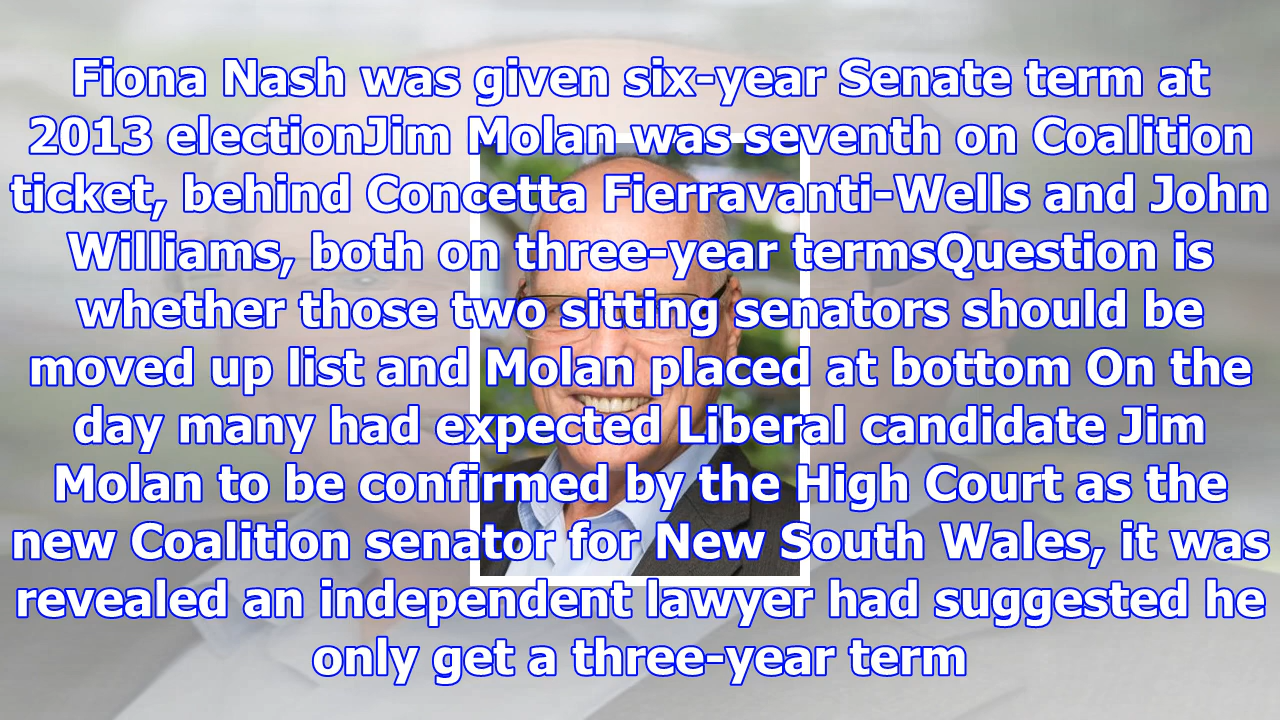 Fiona Nash was given six-year Senate term at
2013 electionJim Molan was seventh on Coalition
ticket, behind Concetta Fierravanti-Wells and John
Williams, both on three-year termsQuestion is
whether those two sitting senators should be
moved up list and Molan placed at bottom On the
day many had expected Liberal candidate Jim
Molan to be confirmed by the High Court as the
new Coalition senator for New South Wales, it was
revealed an independent lawyer had suggested he
only get a three-year term